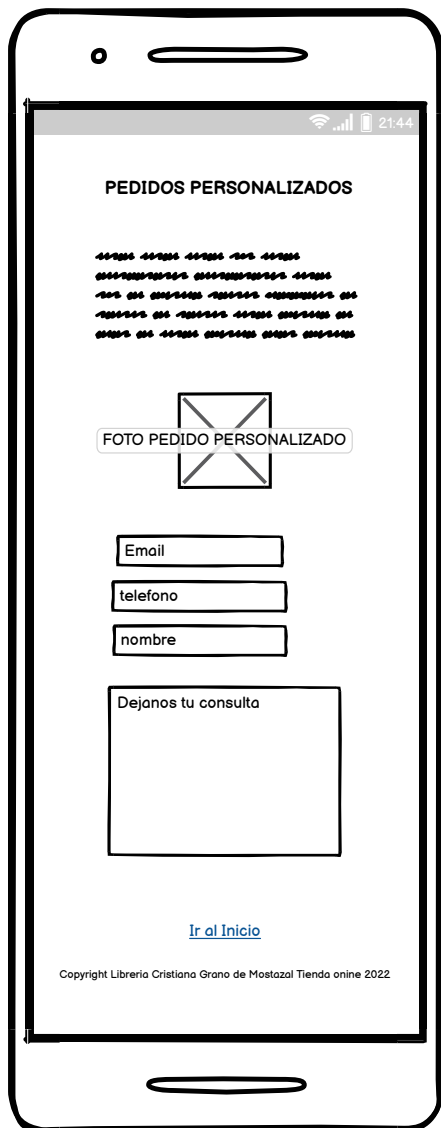 21:44
PEDIDOS PERSONALIZADOS
FOTO PEDIDO PERSONALIZADO
Email
telefono
nombre
Dejanos tu consulta
Ir al Inicio
Copyright Libreria Cristiana Grano de Mostazal Tienda onine 2022